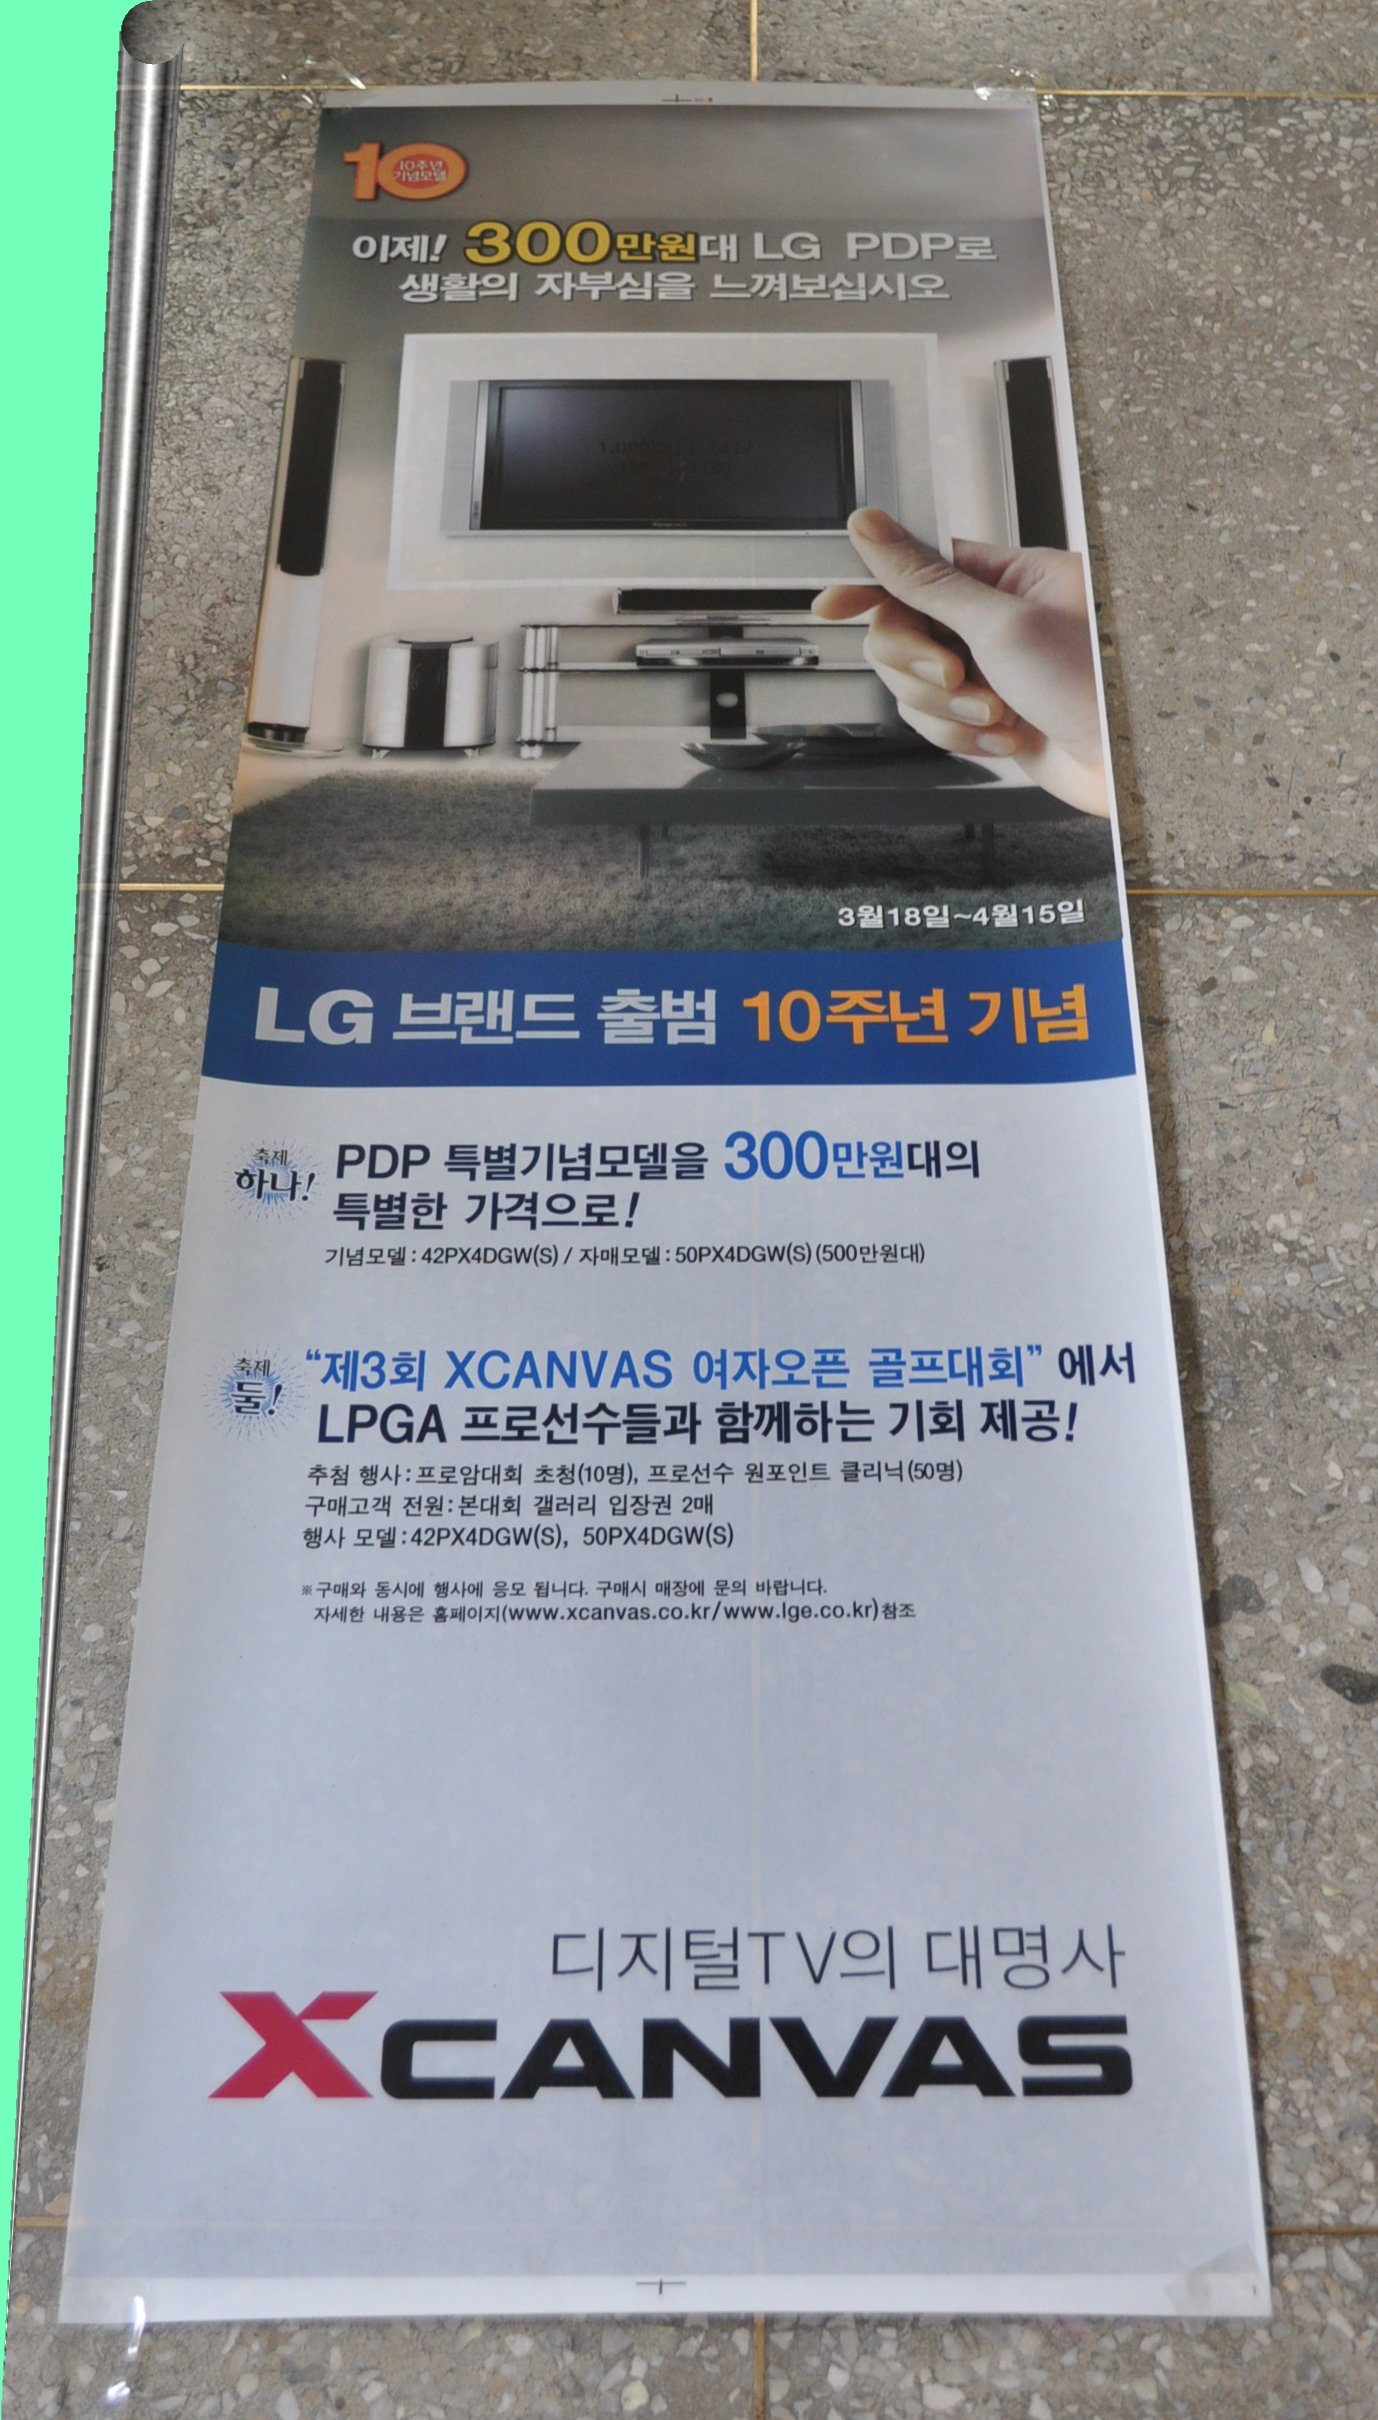 10 10주년
기념모델
이제! 300만원대 LG PDP로
생활의 자부심을 느껴보십시오
3월18일~4월15일
LG 브랜드 출범 10주년 기념
축제
하나!
PDP 특별기념모델을 300만원대의
특별한 가격으로!
기념모델:42PX4DGW(S) / 자매모델:50PX4DGW(S)(500만원대)
축제
둘!
“제3회 XCANVAS 여자오픈 골프대회” 에서
LPGA 프로선수들과 함께하는 기회 제공!
추첨 행사:프로암대회 초청(10명), 프로선수 원포인트 클리닉(50명)
구매고객 전원:본대회 갤러리 입장권 2매
행사 모델:42PX4DGW(S), 50PX4DGW(S)
※구매와 동시에 행사에 응모 됩니다. 구매시 매장에 문의 바랍니다.
자세한 내용은 홈페이지(www.xcanvas.co.kr/www.lge.co.kr)참조
디지털TV의 대명사
XCANVAS